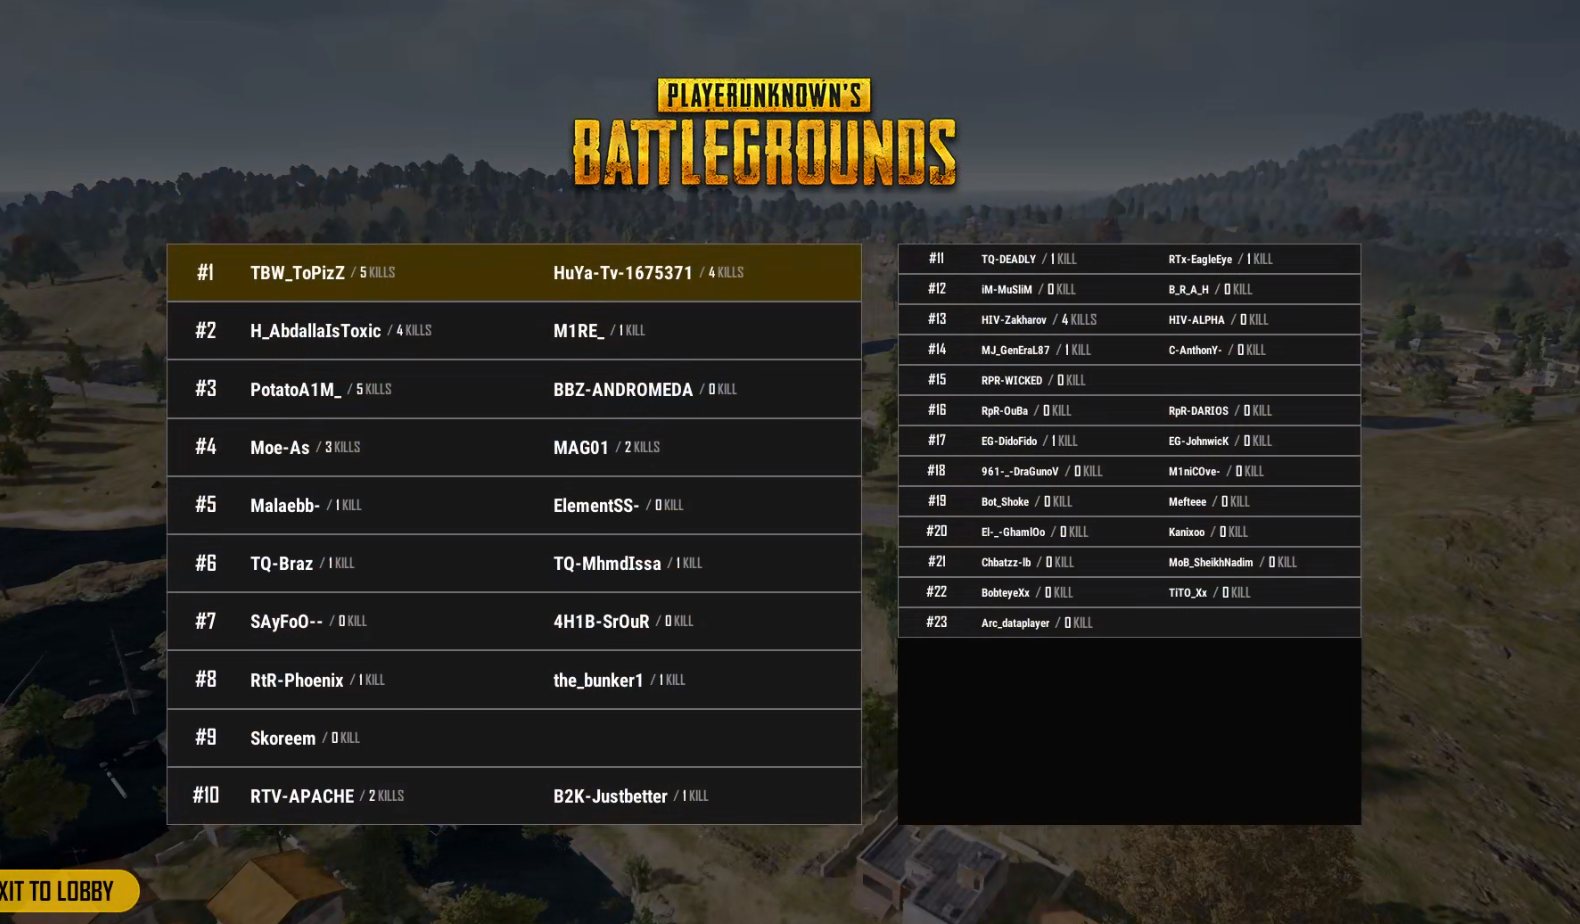 PLAYERUNKNOWN'S
BATTLEGROUNDS
#1 TBW_ToPizZ / 5 KILLS HuYa-Tv-1675371 / 4 KILLS
#2 H_AbdallaIsToxic / 4 KILLS M1RE_ / 1 KILL
#3 PotatoA1M_ / 5 KILLS BBZ-ANDROMEDA / 0 KILL
#4 Moe-As / 3 KILLS MAG01 / 2 KILLS
#5 Malaebb- / 1 KILL ElementSS- / 0 KILL
#6 TQ-Braz / 1 KILL TQ-MhmdIssa / 1 KILL
#7 SAyFoO-- / 0 KILL 4H1B-SrOuR / 0 KILL
#8 RtR-Phoenix / 1 KILL the_bunker1 / 1 KILL
#9 Skoreem / 0 KILL
#10 RTV-APACHE / 2 KILLS B2K-Justbetter / 1 KILL
#11 TQ-DEADLY / 1 KILL RTx-EagleEye / 1 KILL
#12 iM-MuSliM / 0 KILL B_R_A_H / 0 KILL
#13 HIV-Zakharov / 4 KILLS HIV-ALPHA / 0 KILL
#14 MJ_GenEraL87 / 1 KILL C-AnthonY- / 0 KILL
#15 RPR-WICKED / 0 KILL
#16 RpR-OuBa / 0 KILL RpR-DARIOS / 0 KILL
#17 EG-DidoFido / 1 KILL EG-JohnwicK / 0 KILL
#18 961-_-DraGunoV / 0 KILL M1niCOve- / 0 KILL
#19 Bot_Shoke / 0 KILL Mefteee / 0 KILL
#20 El-_-GhamlOo / 0 KILL Kanixoo / 0 KILL
#21 Chbatzz-lb / 0 KILL MoB_SheikhNadim / 0 KILL
#22 BobteyeXx / 0 KILL TiTO_Xx / 0 KILL
#23 Arc_dataplayer / 0 KILL
XIT TO LOBBY